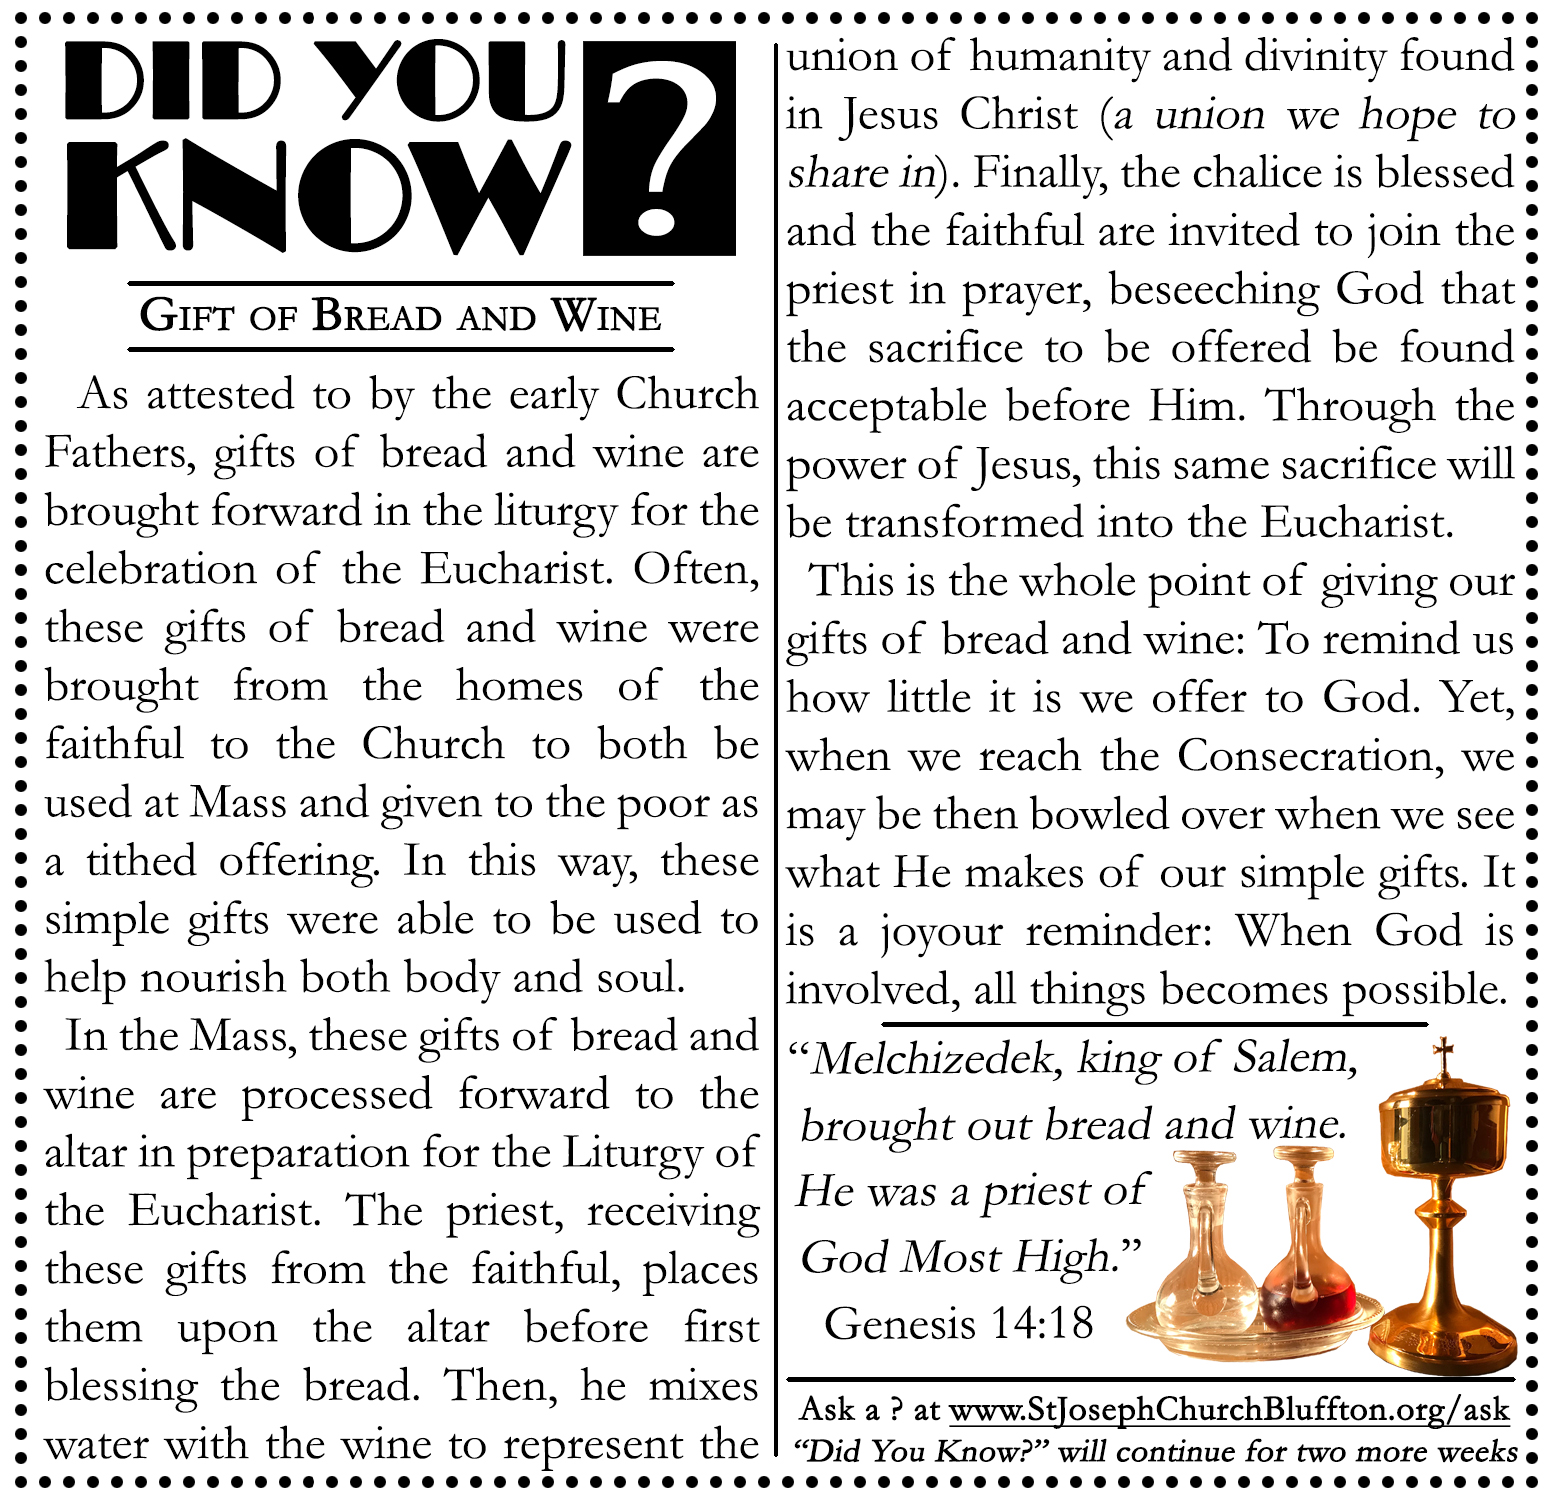 DID YOU
KNOW?
GIFT OF BREAD AND WINE
As attested to by the early Church
Fathers, gifts of bread and wine are
brought forward in the liturgy for the
celebration of the Eucharist. Often,
these gifts of bread and wine were
brought from the homes of the
faithful to the Church to both be
used at Mass and given to the poor as
a tithed offering. In this way, these
simple gifts were able to be used to
help nourish both body and soul.
In the Mass, these gifts of bread and
wine are processed forward to the
altar in preparation for the Liturgy of
the Eucharist. The priest, receiving
these gifts from the faithful, places
them upon the altar before first
blessing the bread. Then, he mixes
water with the wine to represent the
union of humanity and divinity found
in Jesus Christ (a union we hope to
share in). Finally, the chalice is blessed
and the faithful are invited to join the
priest in prayer, beseeching God that
the sacrifice to be offered be found
acceptable before Him. Through the
power of Jesus, this same sacrifice will
be transformed into the Eucharist.
This is the whole point of giving our
gifts of bread and wine: To remind us
how little it is we offer to God. Yet,
when we reach the Consecration, we
may be then bowled over when we see
what He makes of our simple gifts. It
is a joyour reminder: When God is
involved, all things becomes possible.
“Melchizedek, king of Salem,
brought out bread and wine.
He was a priest of
God Most High.”
Genesis 14:18
Ask a ? at www.StJosephChurchBluffton.org/ask
“Did You Know?” will continue for two more weeks